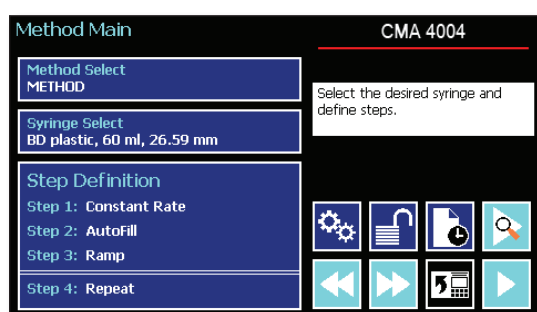 Method Main
CMA 4004
Method Select
METHOD
Syringe Select
BD plastic, 60 ml, 26.59 mm
Select the desired syringe and
define steps.
Step Definition
Step 1: Constant Rate
Step 2: AutoFill
Step 3: Ramp
Step 4: Repeat